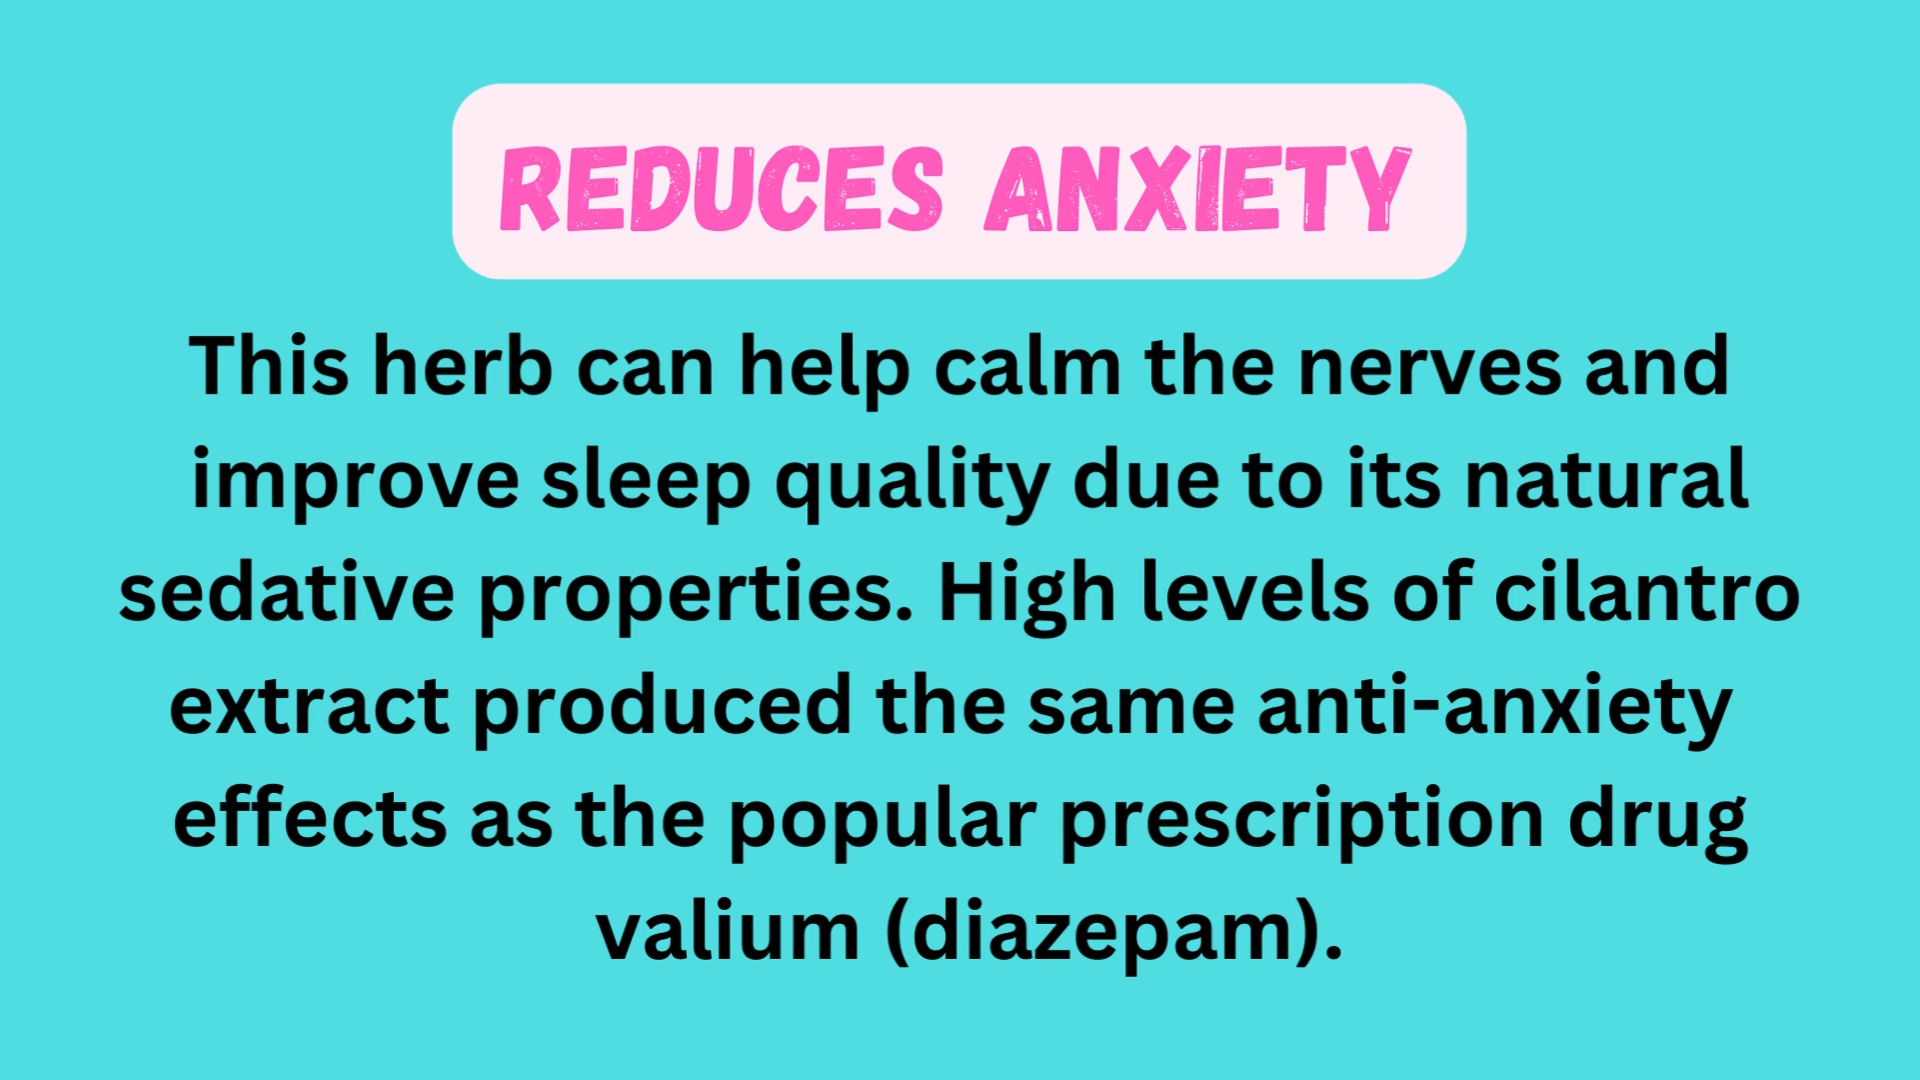 REDUCES ANXIETY
This herb can help calm the nerves and
improve sleep quality due to its natural
sedative properties. High levels of cilantro
extract produced the same anti-anxiety
effects as the popular prescription drug
valium (diazepam).